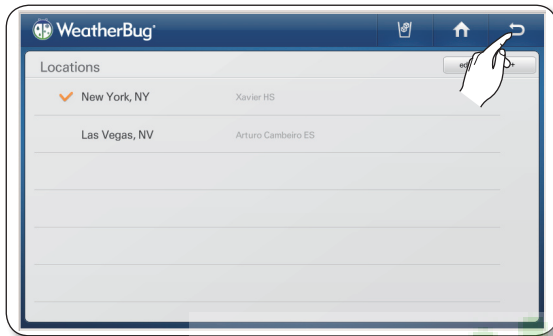 WeatherBug
Locations
New York, NY Xavier HS
Las Vegas, NV Arturo Cambeiro ES
+